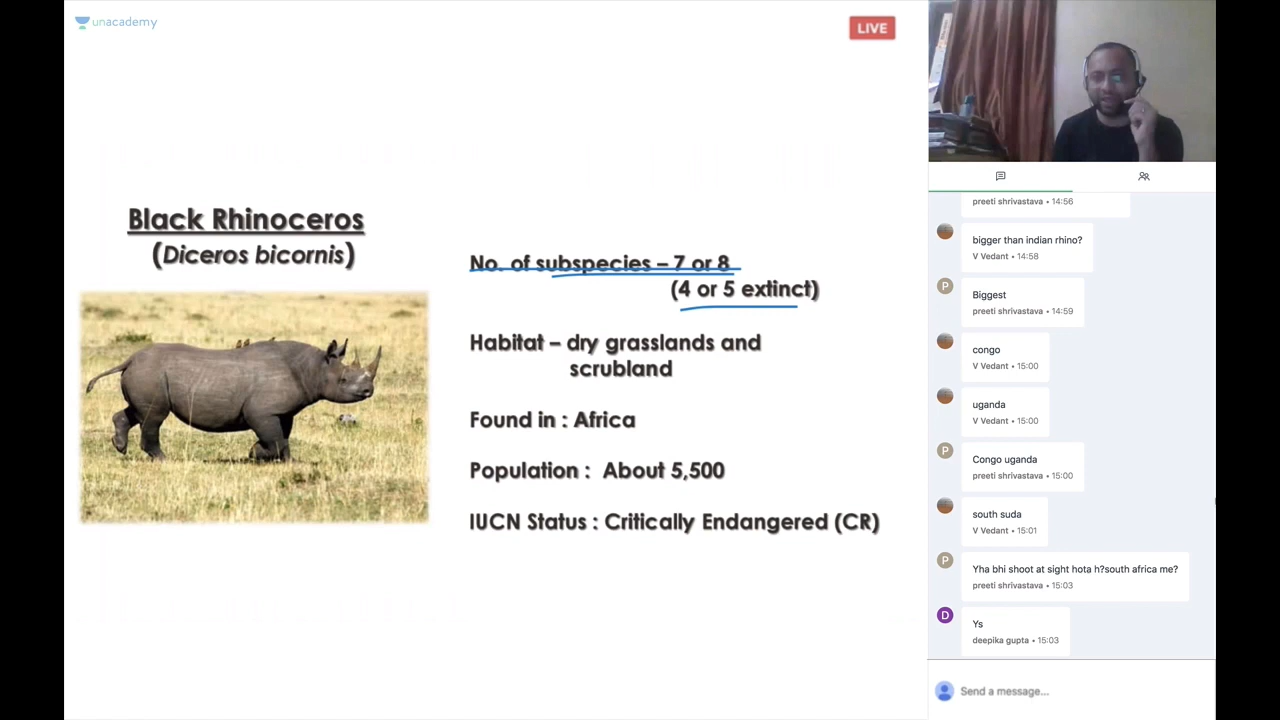 unacademy
LIVE
Black Rhinoceros
(Diceros bicornis)
No. of subspecies – 7 or 8
(4 or 5 extinct)
Habitat – dry grasslands and
scrubland
Found in : Africa
Population : About 5,500
IUCN Status : Critically Endangered (CR)
preeti shrivastava • 14:56
bigger than indian rhino?
V Vedant • 14:58
P
Biggest
preeti shrivastava • 14:59
congo
V Vedant • 15:00
uganda
V Vedant • 15:00
P
Congo uganda
preeti shrivastava • 15:00
south suda
V Vedant • 15:01
P
Yha bhi shoot at sight hota h?south africa me?
preeti shrivastava • 15:03
D
Ys
deepika gupta • 15:03
Send a message...